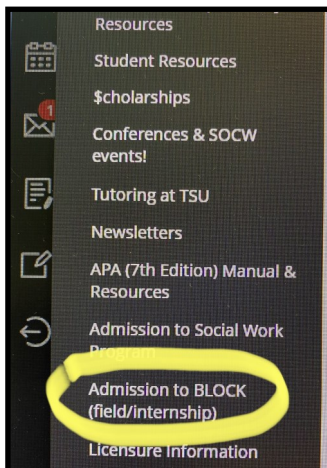 Resources
Student Resources
$cholarships
Conferences & SOCW
events!
1
Tutoring at TSU
Newsletters
APA (7th Edition) Manual &
Resources
Admission to Social Work
Program
Admission to BLOCK
(field/internship)
Licensure Information